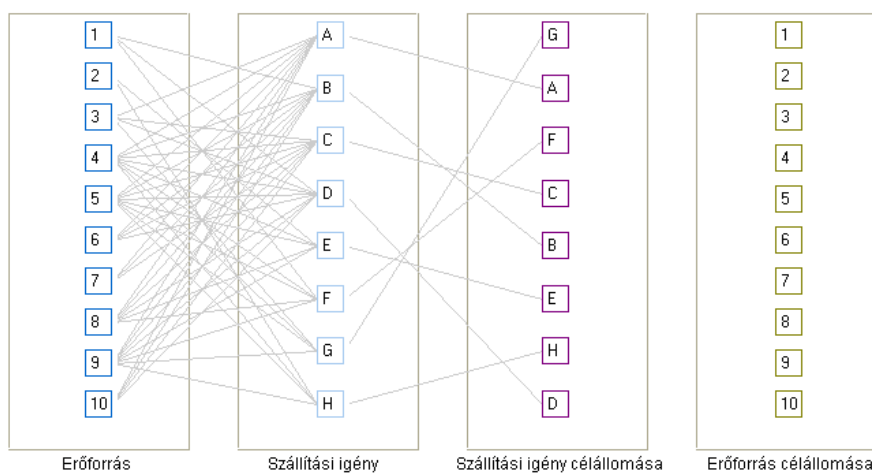 1
2
3
4
5
6
7
8
9
10
A
B
C
D
E
F
G
H
G
A
F
C
B
E
H
D
1
2
3
4
5
6
7
8
9
10
Erőforrás
Szállítási igény
Szállítási igény célállomása
Erőforrás célállomása